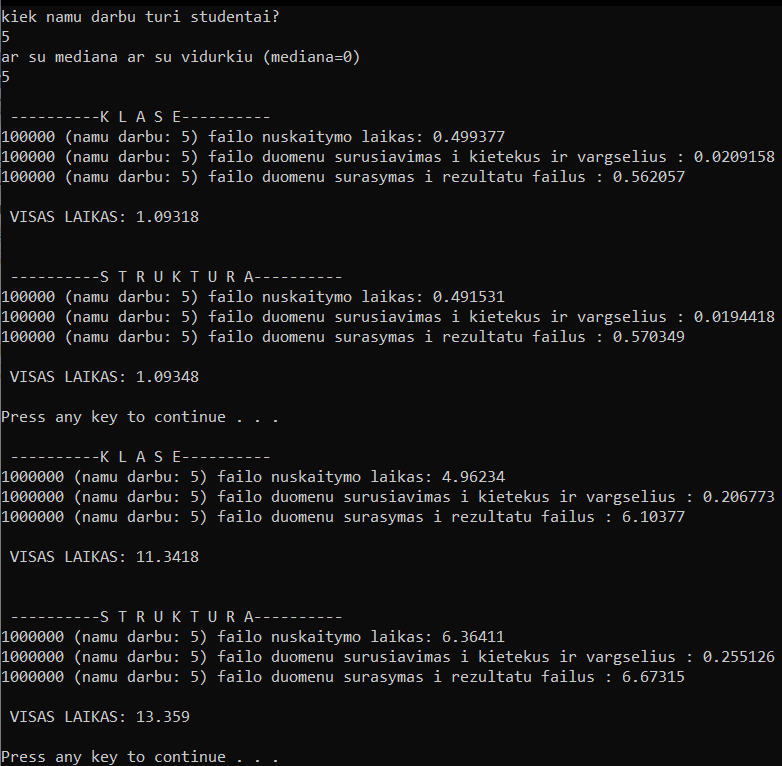 kiek namu darbu turi studentai?
5
ar su mediana ar su vidurkiu (mediana=0)
5
----------K L A S E----------
100000 (namu darbu: 5) failo nuskaitymo laikas: 0.499377
100000 (namu darbu: 5) failo duomenu surusiavimas i kietekus ir vargselius : 0.0209158
100000 (namu darbu: 5) failo duomenu surasymas i rezultatu failus : 0.562057
VISAS LAIKAS: 1.09318
----------S T R U K T U R A----------
100000 (namu darbu: 5) failo nuskaitymo laikas: 0.491531
100000 (namu darbu: 5) failo duomenu surusiavimas i kietekus ir vargselius : 0.0194418
100000 (namu darbu: 5) failo duomenu surasymas i rezultatu failus : 0.570349
VISAS LAIKAS: 1.09348
Press any key to continue . . .
----------K L A S E----------
1000000 (namu darbu: 5) failo nuskaitymo laikas: 4.96234
1000000 (namu darbu: 5) failo duomenu surusiavimas i kietekus ir vargselius : 0.206773
1000000 (namu darbu: 5) failo duomenu surasymas i rezultatu failus : 6.10377
VISAS LAIKAS: 11.3418
----------S T R U K T U R A----------
1000000 (namu darbu: 5) failo nuskaitymo laikas: 6.36411
1000000 (namu darbu: 5) failo duomenu surusiavimas i kietekus ir vargselius : 0.255126
1000000 (namu darbu: 5) failo duomenu surasymas i rezultatu failus : 6.67315
VISAS LAIKAS: 13.359
Press any key to continue . . .